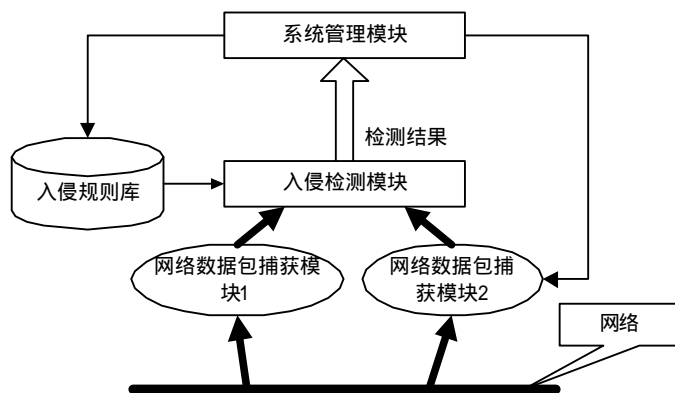 系统管理模块
检测结果
入侵规则库
入侵检测模块
网络数据包捕获模
块1
网络数据包捕
获模块2
网络